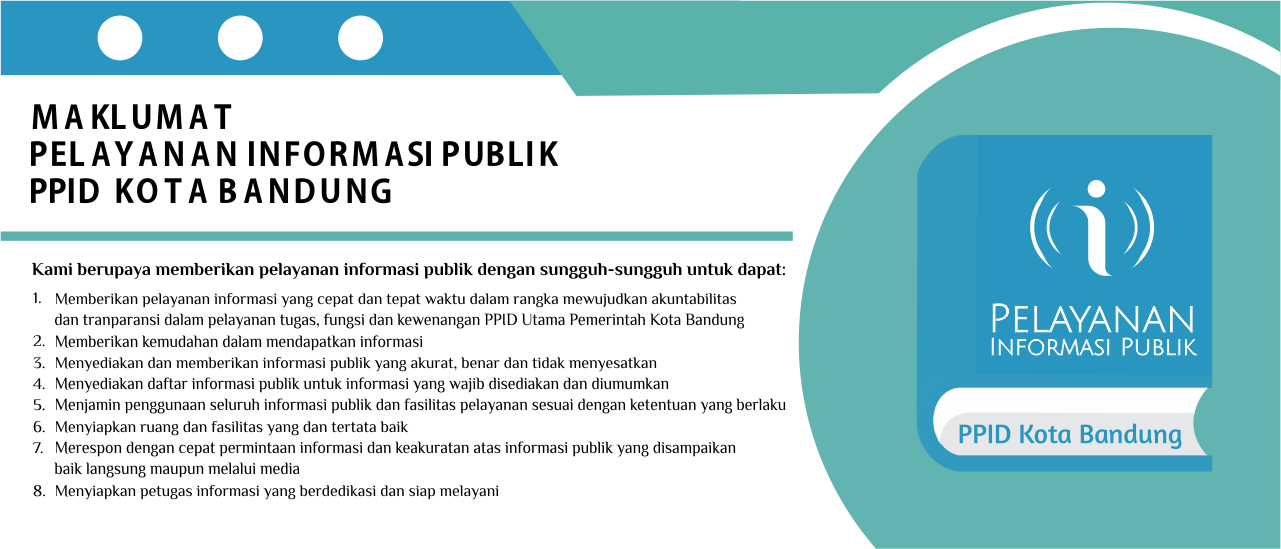 MAKLUMAT
PELAYANAN INFORMASI PUBLIK
PPID KOTA BANDUNG
Kami berupaya memberikan pelayanan informasi publik dengan sungguh-sungguh untuk dapat:
1. Memberikan pelayanan informasi yang cepat dan tepat waktu dalam rangka mewujudkan akuntabilitas
dan tranparansi dalam pelayanan tugas, fungsi dan kewenangan PPID Utama Pemerintah Kota Bandung
2. Memberikan kemudahan dalam mendapatkan informasi
3. Menyediakan dan memberikan informasi publik yang akurat, benar dan tidak menyesatkan
4. Menyediakan daftar informasi publik untuk informasi yang wajib disediakan dan diumumkan
5. Menjamin penggunaan seluruh informasi publik dan fasilitas pelayanan sesuai dengan ketentuan yang berlaku
6. Menyiapkan ruang dan fasilitas yang dan tertata baik
7. Merespon dengan cepat permintaan informasi dan keakuratan atas informasi publik yang disampaikan
baik langsung maupun melalui media
8. Menyiapkan petugas informasi yang berdedikasi dan siap melayani
PELAYANAN
INFORMASI PUBLIK
PPID Kota Bandung